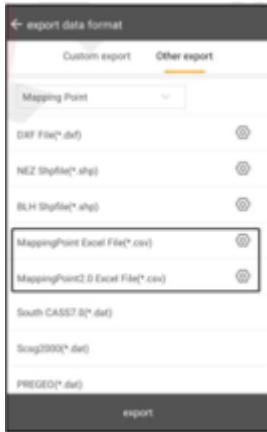 ← export data format
Custom export Other export
Mapping Point
DXF File(*.dxf)
NEZ Shpfile(*.shp)
BLH Shpfile(*.shp)
MappingPoint Excel File(*.csv)
MappingPoint2.0 Excel File(*.csv)
South CASS7.0(*.dat)
Scsg2000(*.dat)
PREGEO(*.dat)
export